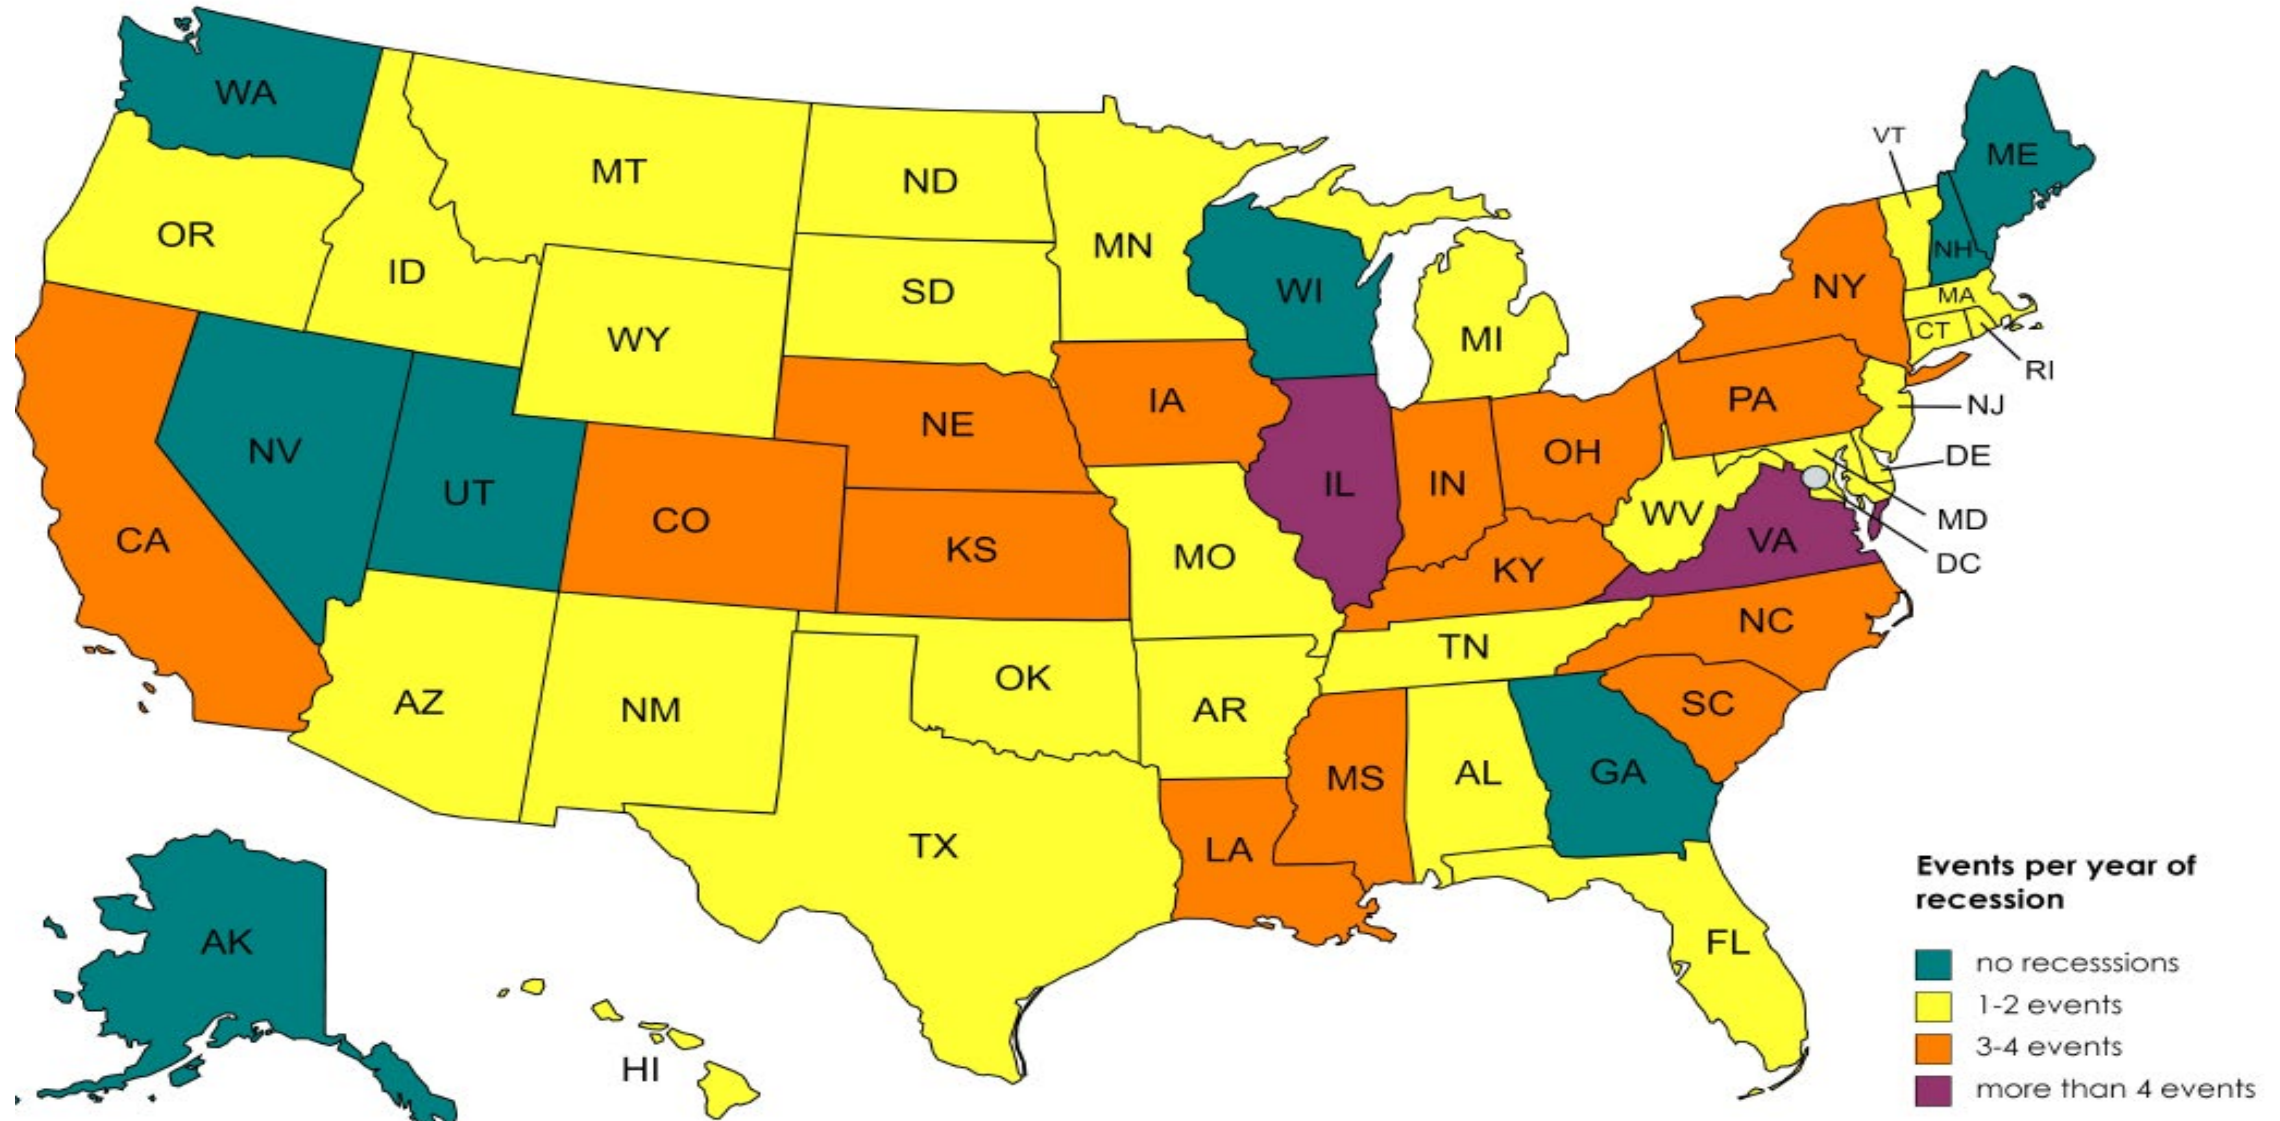 WA
VT
ME
MT
ND
OR
MN
NH
ID
SD
WI
NY
MA
WY
MI
CT
RI
IA
PA
NJ
NE
NV
OH
DE
UT
IL
IN
CO
WV
MD
CA
KS
MO
VA
DC
KY
NC
TN
OK
AZ
NM
AR
SC
MS
AL
GA
TX
LA
Events per year of
recession
AK
FL
no recesssions
1-2 events
3-4 events
HI
more than 4 events